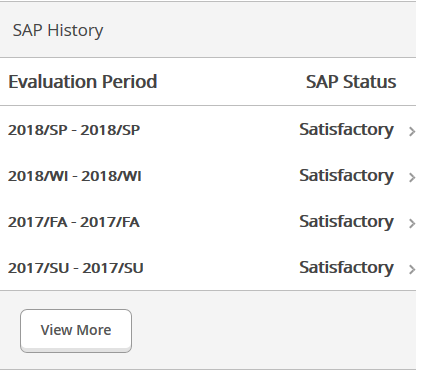 SAP History
Evaluation Period SAP Status
2018/SP - 2018/SP Satisfactory
2018/WI - 2018/WI Satisfactory
2017/FA - 2017/FA Satisfactory
2017/SU - 2017/SU Satisfactory
View More